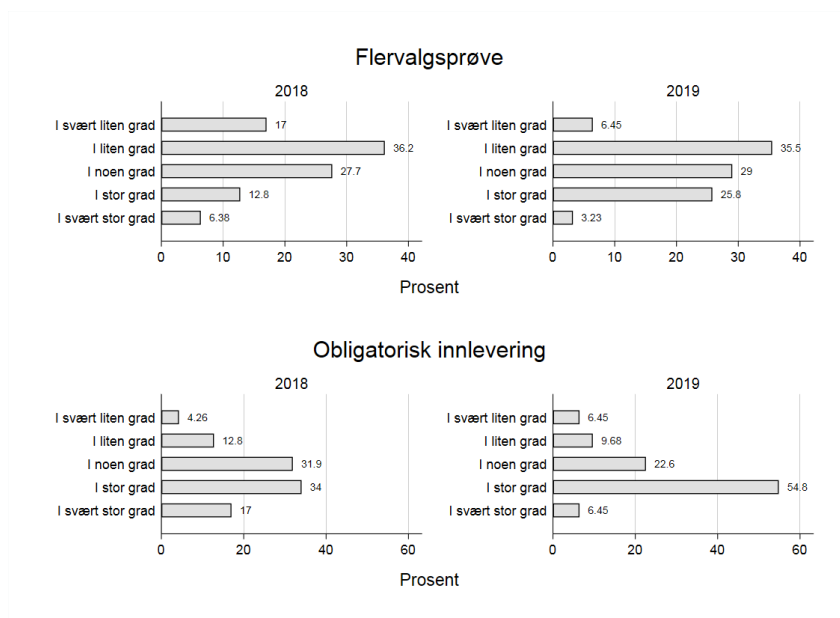 Flervalgsprøve
2018
I svært liten grad 17
I liten grad 36.2
I noen grad 27.7
I stor grad 12.8
I svært stor grad 6.38
0 10 20 30 40
2019
I svært liten grad 6.45
I liten grad 35.5
I noen grad 29
I stor grad 25.8
I svært stor grad 3.23
0 10 20 30 40
Prosent
Obligatorisk innlevering
2018
I svært liten grad 4.26
I liten grad 12.8
I noen grad 31.9
I stor grad 34
I svært stor grad 17
0 20 40 60
2019
I svært liten grad 6.45
I liten grad 9.68
I noen grad 22.6
I stor grad 54.8
I svært stor grad 6.45
0 20 40 60
Prosent